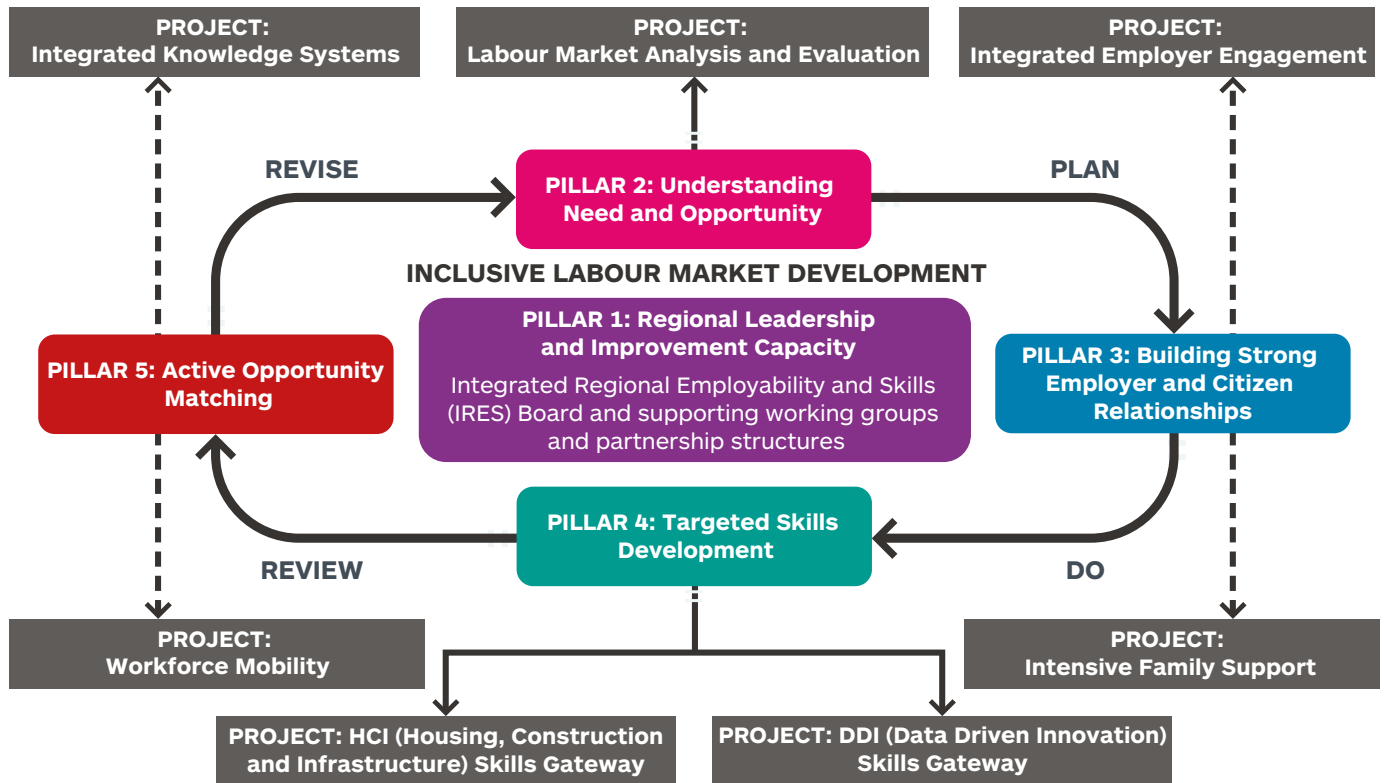 PROJECT:
Integrated Knowledge Systems
PROJECT:
Labour Market Analysis and Evaluation
PROJECT:
Integrated Employer Engagement
REVISE
PLAN
PILLAR 2: Understanding
Need and Opportunity
INCLUSIVE LABOUR MARKET DEVELOPMENT
PILLAR 1: Regional Leadership
and Improvement Capacity
Integrated Regional Employability and Skills
(IRES) Board and supporting working groups
and partnership structures
PILLAR 5: Active Opportunity
Matching
PILLAR 3: Building Strong
Employer and Citizen
Relationships
PILLAR 4: Targeted Skills
Development
REVIEW
DO
PROJECT:
Workforce Mobility
PROJECT:
Intensive Family Support
PROJECT: HCI (Housing, Construction
and Infrastructure) Skills Gateway
PROJECT: DDI (Data Driven Innovation)
Skills Gateway